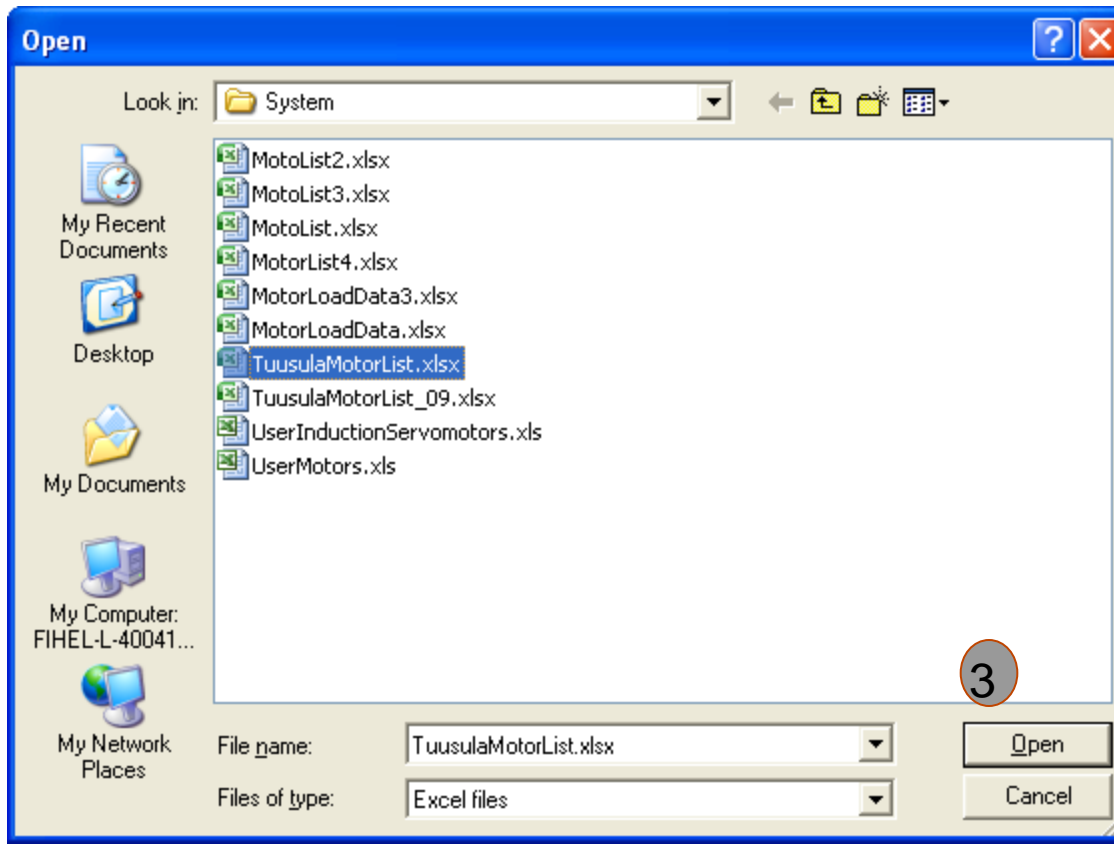 Open
Look in:
System
MotoList2.xlsx
MotoList3.xlsx
MotoList.xlsx
MotorList4.xlsx
MotorLoadData3.xlsx
MotorLoadData.xlsx
TuusulaMotorList.xlsx
TuusulaMotorList_09.xlsx
UserInductionServomotors.xls
UserMotors.xls
My Recent
Documents
Desktop
My Documents
My Computer:
FIHEL-L-40041...
My Network
Places
3
File name:
TuusulaMotorList.xlsx
Open
Files of type:
Excel files
Cancel